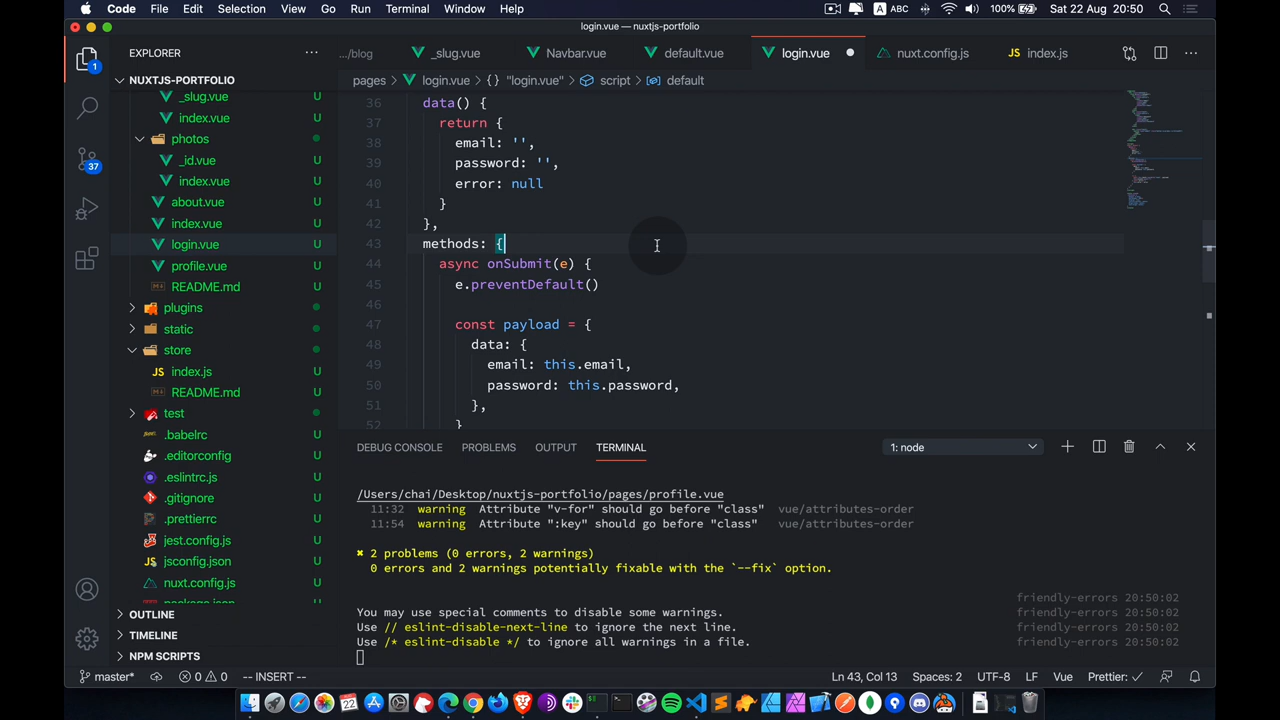 Code File Edit Selection View Go Run Terminal Window Help
A ABC 100% Sat 22 Aug 20:50
login.vue — nuxtjs-portfolio
EXPLORER
.../blog _slug.vue Navbar.vue default.vue login.vue nuxt.config.js JS index.js
NUXTJS-PORTFOLIO
pages > login.vue > {} "login.vue" > script > default
_slug.vue U
index.vue U
photos
_id.vue U
index.vue U
about.vue U
index.vue U
login.vue U
profile.vue U
README.md U
plugins
static
store
JS index.js U
README.md U
test
.babelrc U
.editorconfig U
.eslintrc.js U
.gitignore U
.prettierrc U
jest.config.js U
jsconfig.json U
nuxt.config.js U
package.json U
OUTLINE
TIMELINE
NPM SCRIPTS
1
37
36 data() {
37 return {
38 email: '',
39 password: '',
40 error: null
41 }
42 },
43 methods: {
44 async onSubmit(e) {
45 e.preventDefault()
46
47 const payload = {
48 data: {
49 email: this.email,
50 password: this.password,
51 },
52 }
DEBUG CONSOLE PROBLEMS OUTPUT TERMINAL 1: node
/Users/chai/Desktop/nuxtjs-portfolio/pages/profile.vue
11:32 warning Attribute "v-for" should go before "class" vue/attributes-order
11:54 warning Attribute ":key" should go before "class" vue/attributes-order
✖ 2 problems (0 errors, 2 warnings)
0 errors and 2 warnings potentially fixable with the `--fix` option.
friendly-errors 20:50:02
You may use special comments to disable some warnings. friendly-errors 20:50:02
Use // eslint-disable-next-line to ignore the next line. friendly-errors 20:50:02
Use /* eslint-disable */ to ignore all warnings in a file. friendly-errors 20:50:02
master* 0 0 -- INSERT -- Ln 43, Col 13 Spaces: 2 UTF-8 LF Vue Prettier: ✓
22